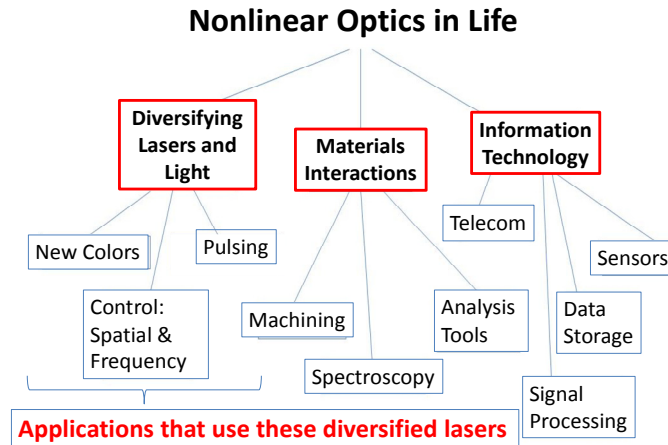 Nonlinear Optics in Life
Diversifying
Lasers and
Light
Materials
Interactions
Information
Technology
New Colors
Control:
Spatial &
Frequency
Pulsing
Machining
Spectroscopy
Analysis
Tools
Telecom
Signal
Processing
Data
Storage
Sensors
Applications that use these diversified lasers